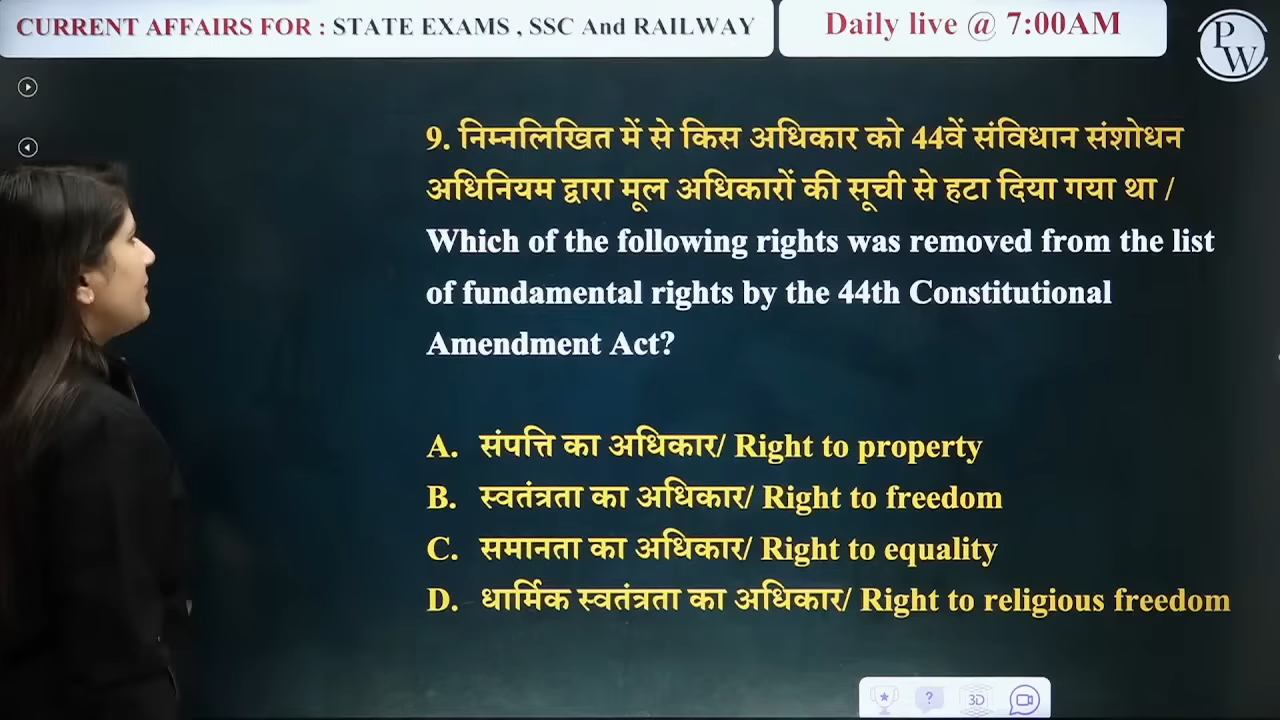 CURRENT AFFAIRS FOR : STATE EXAMS , SSC And RAILWAY
Daily live @ 7:00AM
PW
9. निम्नलिखित में से किस अधिकार को 44वें संविधान संशोधन
अधिनियम द्वारा मूल अधिकारों की सूची से हटा दिया गया था /
Which of the following rights was removed from the list
of fundamental rights by the 44th Constitutional
Amendment Act?
A. संपत्ति का अधिकार/ Right to property
B. स्वतंत्रता का अधिकार/ Right to freedom
C. समानता का अधिकार/ Right to equality
D. धार्मिक स्वतंत्रता का अधिकार/ Right to religious freedom
? 3D